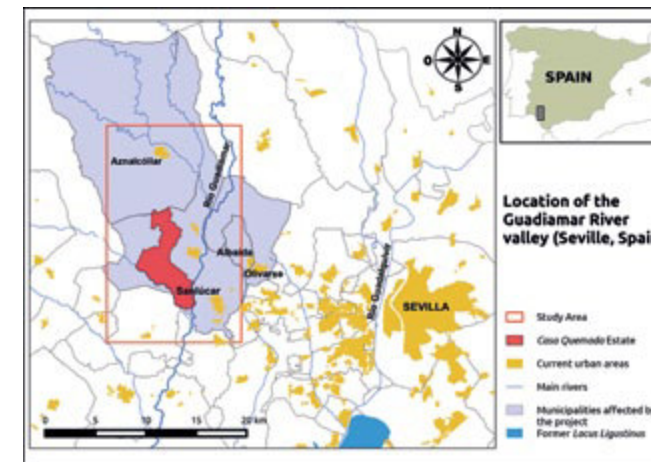 O
E
S
SPAIN
Aznalcóllar
Río Guadiamar
Albaida
Olivarse
Sanlúcar
Río Guadalquivir
SEVILLA
0 5 10 15 20 km
Location of the
Guadiamar River
valley (Seville, Spai
Study Area
Casa Quemada Estate
Current urban areas
Main rivers
Municipalities affected b
the project
Former Lacus Ligustinus